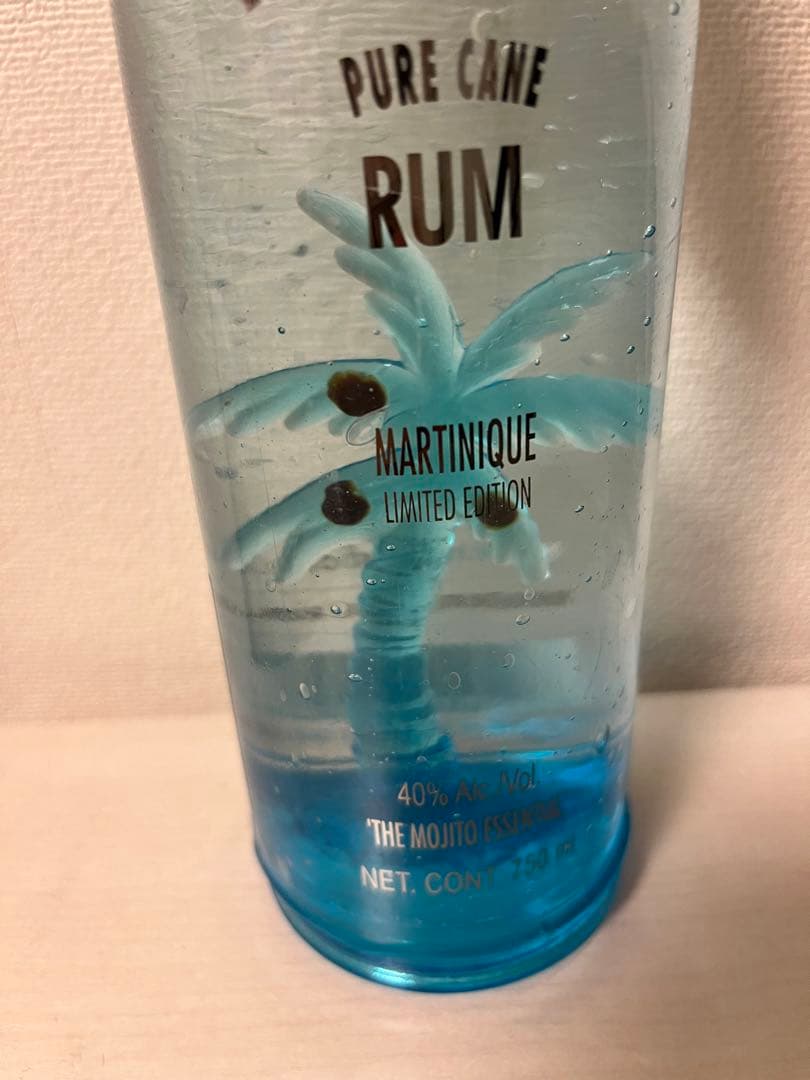 PURE CANE
RUM
MARTINIQUE
LIMITED EDITION
40% Alc./Vol
'THE MOJITO ESSENTIAL
NET. CONT 750 ml